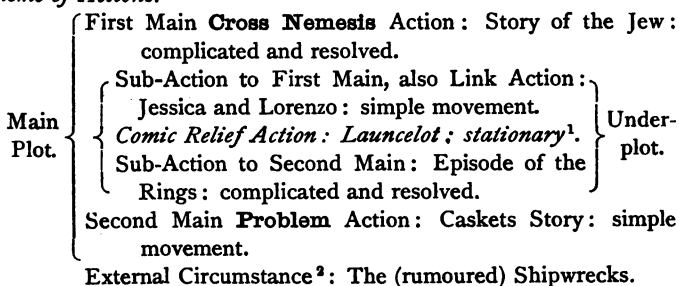 First Main Cross Nemesis Action : Story of the Jew :
complicated and resolved.
Sub-Action to First Main, also Link Action :
Jessica and Lorenzo : simple movement.
Main
Plot.
Comic Relief Action : Launcelot ; stationary¹.
Under-
plot.
Sub-Action to Second Main : Episode of the
Rings : complicated and resolved.
Second Main Problem Action : Caskets Story : simple
movement.
External Circumstance² : The (rumoured) Shipwrecks.